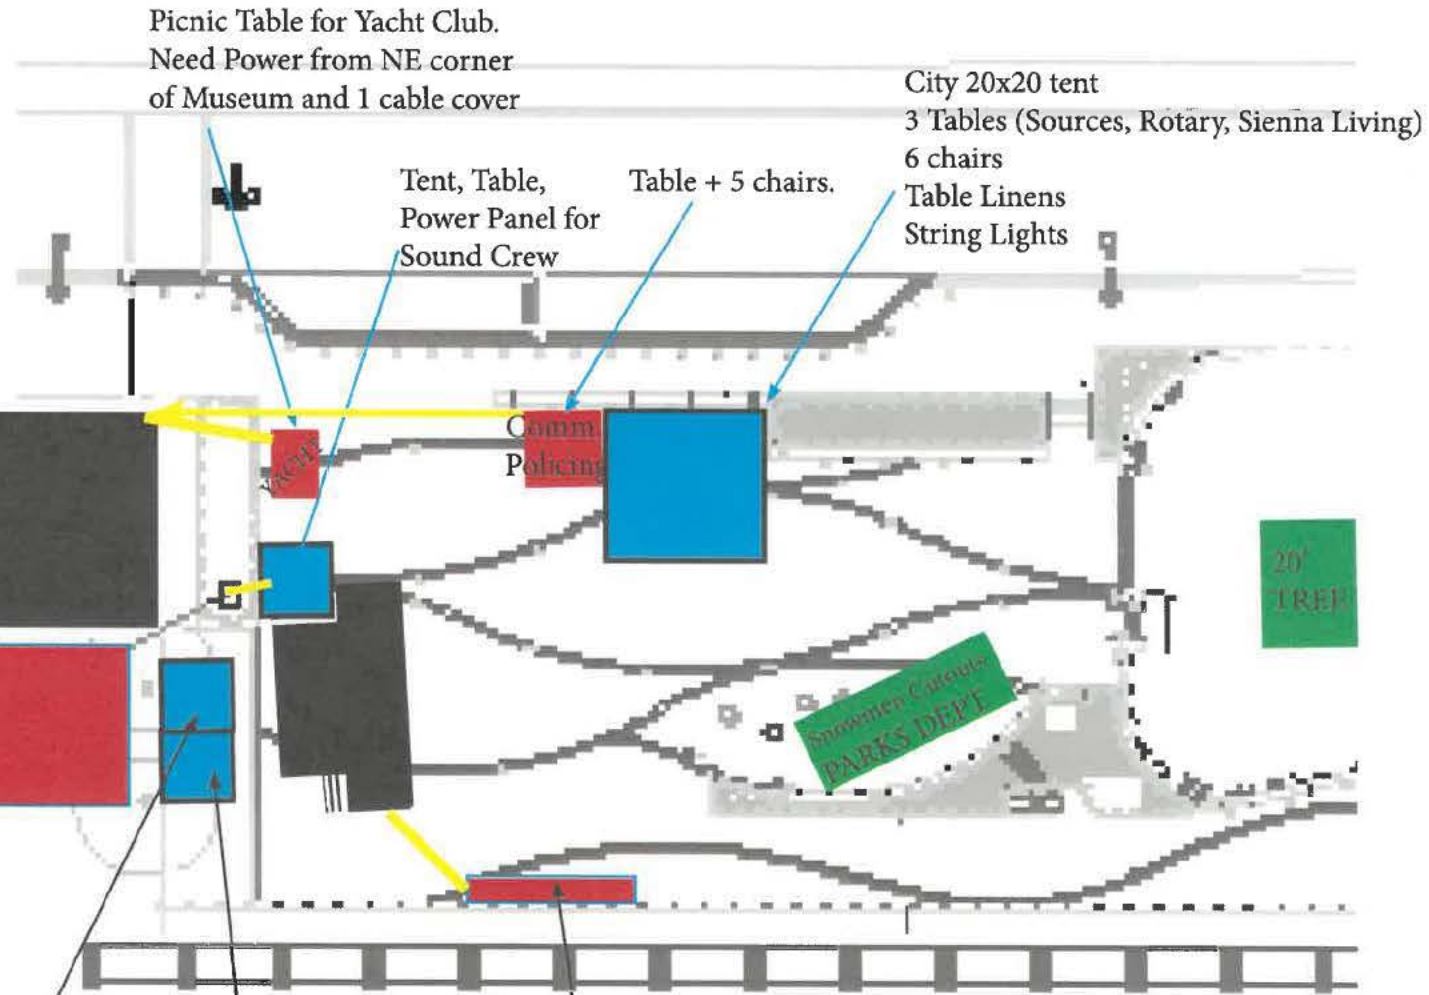 Picnic Table for Yacht Club.
Need Power from NE corner
of Museum and 1 cable cover
City 20x20 tent
3 Tables (Sources, Rotary, Sienna Living)
6 chairs
Table Linens
String Lights
Tent, Table,
Power Panel for
Sound Crew
Table + 5 chairs.
YACHT
Comm.
Policing
20'
TREE
Snowmen Cutouts
PARKS DEP'T